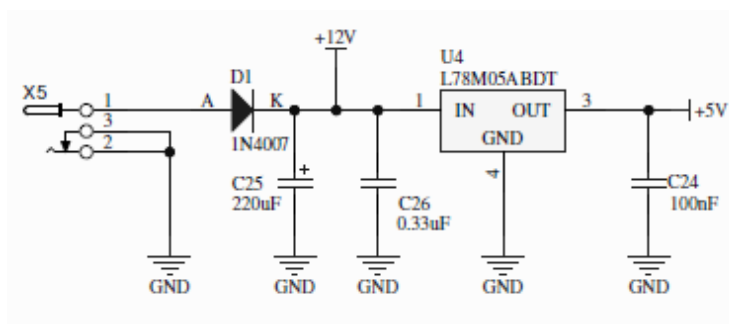 +12V
U4
L78M05ABDT
D1
X5
1
A
K
1
IN
OUT
3
+5V
3
GND
2
1N4007
4
C25
+
220uF
C26
0.33uF
C24
100nF
GND
GND
GND
GND
GND